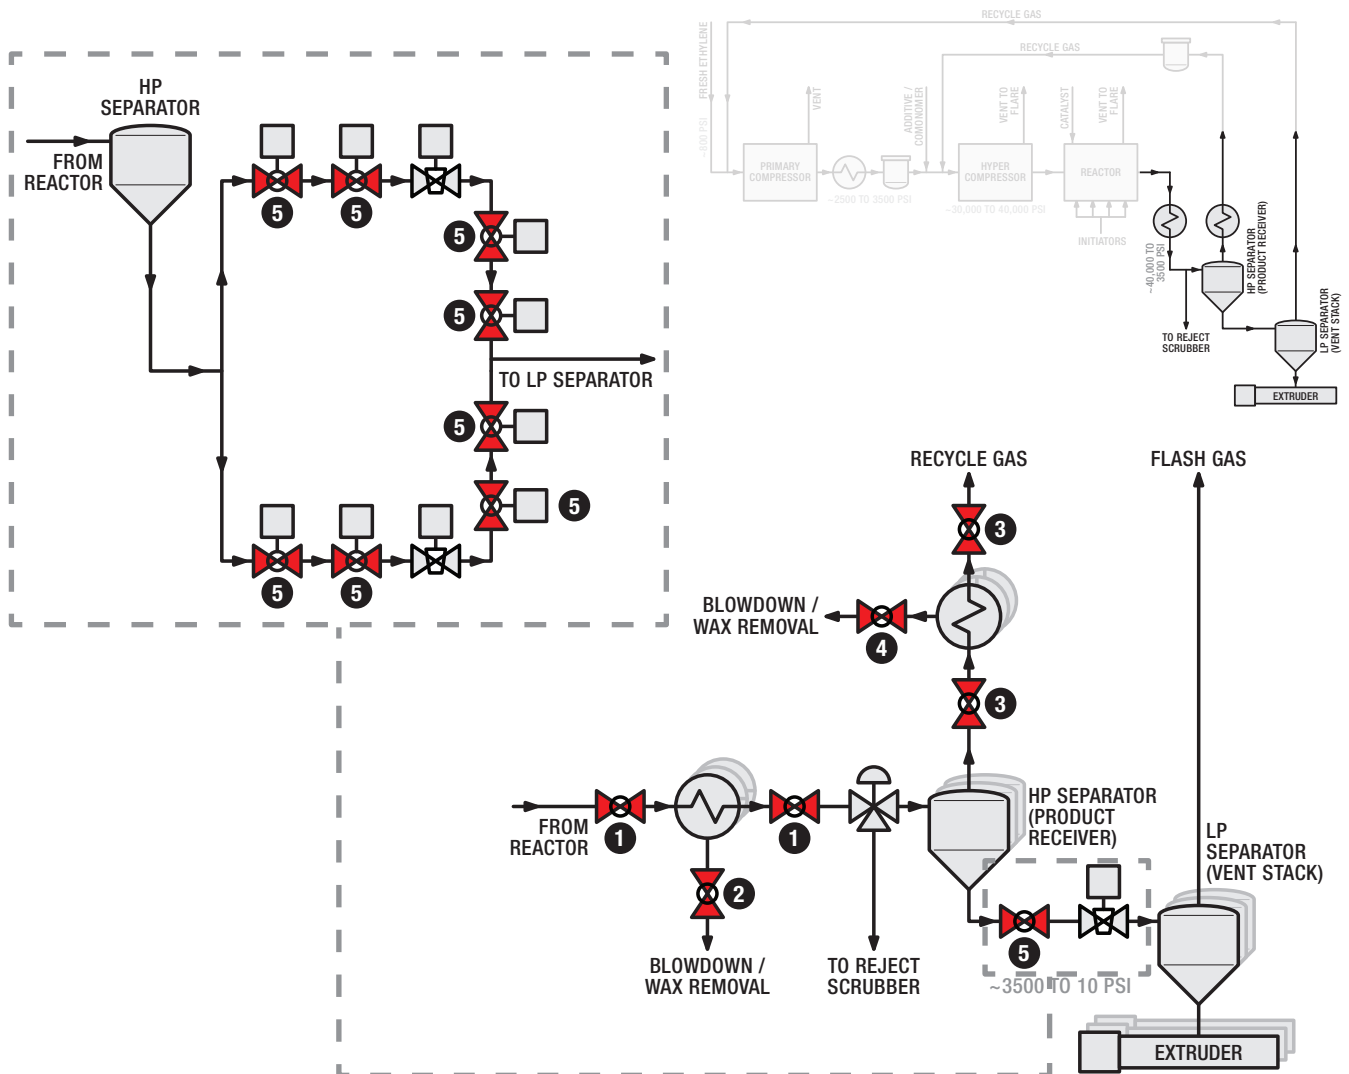 HP
SEPARATOR
FROM
REACTOR
5
5
5
5
TO LP SEPARATOR
5
5
5
5
RECYCLE GAS
RECYCLE GAS
FRESH ETHYLENE
~800 PSI
VENT
ADDITIVE /
COMONOMER
VENT TO
FLARE
CATALYST
VENT TO
FLARE
PRIMARY
COMPRESSOR
~2500 TO 3500 PSI
HYPER
COMPRESSOR
~30,000 TO 40,000 PSI
REACTOR
INITIATORS
~40,000 TO
3500 PSI
HP SEPARATOR
(PRODUCT RECEIVER)
TO REJECT
SCRUBBER
LP SEPARATOR
(VENT STACK)
EXTRUDER
RECYCLE GAS
FLASH GAS
3
BLOWDOWN /
WAX REMOVAL
4
3
FROM
REACTOR
1
1
2
BLOWDOWN /
WAX REMOVAL
TO REJECT
SCRUBBER
HP SEPARATOR
(PRODUCT
RECEIVER)
LP
SEPARATOR
(VENT STACK)
5
~3500 TO 10 PSI
EXTRUDER